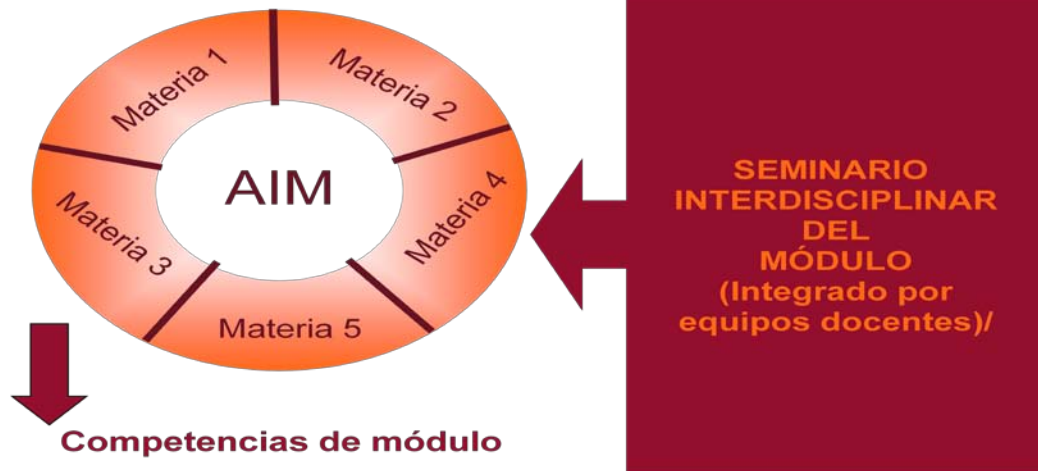 Materia 1
Materia 2
AIM
Materia 3
Materia 4
Materia 5
Competencias de módulo
SEMINARIO
INTERDISCIPLINAR
DEL
MÓDULO
(Integrado por
equipos docentes)/